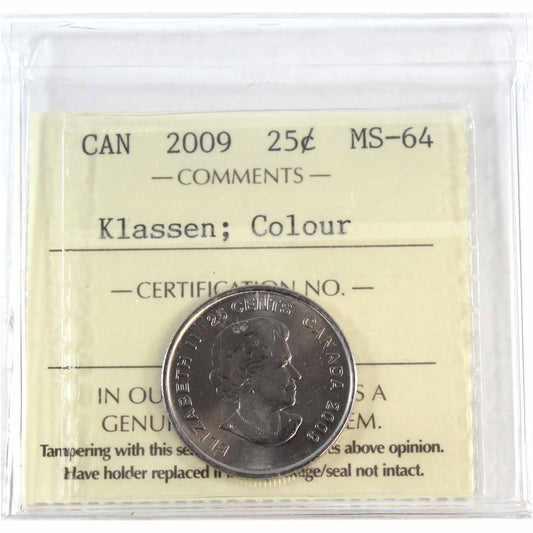 CAN 2009 25¢ MS-64
— COMMENTS —
Klassen; Colour
— CERTIFICATION NO. —
ELIZABETH II 25 CENTS CANADA 2009
IN OU S A
GENU EM.
Tampering with this se es above opinion.
Have holder replaced if age/seal not intact.